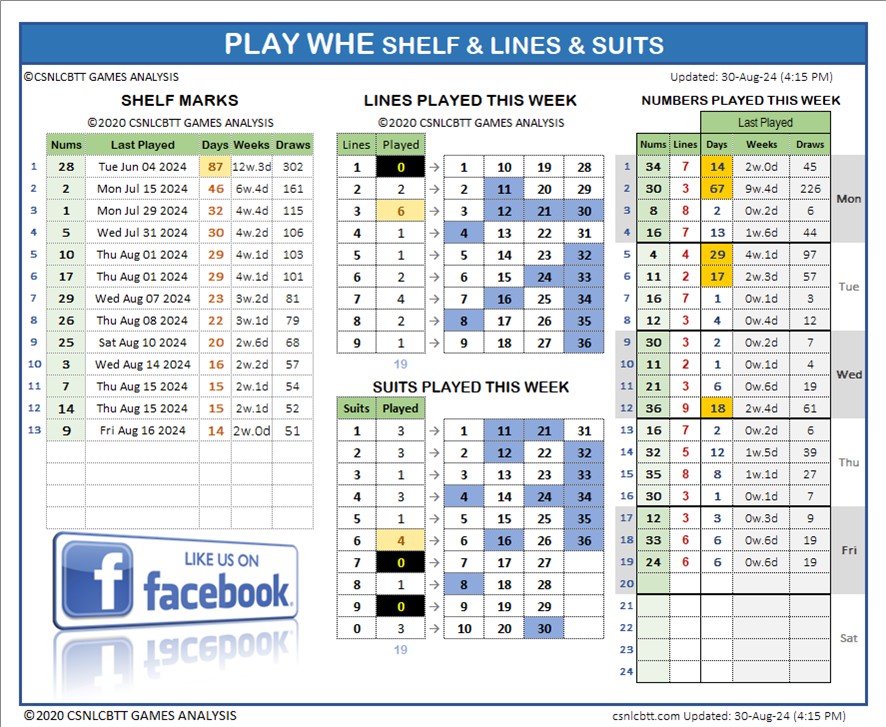 PLAY WHE SHELF & LINES & SUITS
©CSNLCBTT GAMES ANALYSIS
Updated: 30-Aug-24 (4:15 PM)
SHELF MARKS
©2020 CSNLCBTT GAMES ANALYSIS
Nums Last Played Days Weeks Draws
1 28 Tue Jun 04 2024 87 12w.3d 302
2 2 Mon Jul 15 2024 46 6w.4d 161
3 1 Mon Jul 29 2024 32 4w.4d 115
4 5 Wed Jul 31 2024 30 4w.2d 106
5 10 Thu Aug 01 2024 29 4w.1d 103
6 17 Thu Aug 01 2024 29 4w.1d 101
7 29 Wed Aug 07 2024 23 3w.2d 81
8 26 Thu Aug 08 2024 22 3w.1d 79
9 25 Sat Aug 10 2024 20 2w.6d 68
10 3 Wed Aug 14 2024 16 2w.2d 57
11 7 Thu Aug 15 2024 15 2w.1d 54
12 14 Thu Aug 15 2024 15 2w.1d 52
13 9 Fri Aug 16 2024 14 2w.0d 51
LIKE US ON
facebook
LINES PLAYED THIS WEEK
©2020 CSNLCBTT GAMES ANALYSIS
Lines Played
1 0 → 1 10 19 28
2 2 → 2 11 20 29
3 6 → 3 12 21 30
4 1 → 4 13 22 31
5 1 → 5 14 23 32
6 2 → 6 15 24 33
7 4 → 7 16 25 34
8 2 → 8 17 26 35
9 1 → 9 18 27 36
19
SUITS PLAYED THIS WEEK
Suits Played
1 3 → 1 11 21 31
2 3 → 2 12 22 32
3 1 → 3 13 23 33
4 3 → 4 14 24 34
5 1 → 5 15 25 35
6 4 → 6 16 26 36
7 0 → 7 17 27
8 1 → 8 18 28
9 0 → 9 19 29
0 3 → 10 20 30
19
NUMBERS PLAYED THIS WEEK
Last Played
Nums Lines Days Weeks Draws
1 34 7 14 2w.0d 45
2 30 3 67 9w.4d 226
3 8 8 2 0w.2d 6
4 16 7 13 1w.6d 44
Mon
5 4 4 29 4w.1d 97
6 11 2 17 2w.3d 57
7 16 7 1 0w.1d 3
8 12 3 4 0w.4d 12
Tue
9 30 3 2 0w.2d 7
10 11 2 1 0w.1d 4
11 21 3 6 0w.6d 19
12 36 9 18 2w.4d 61
Wed
13 16 7 2 0w.2d 6
14 32 5 12 1w.5d 39
15 35 8 8 1w.1d 27
16 30 3 1 0w.1d 7
Thu
17 12 3 3 0w.3d 9
18 33 6 6 0w.6d 19
19 24 6 6 0w.6d 19
20
Fri
21
22
23
24
Sat
©2020 CSNLCBTT GAMES ANALYSIS
csnlcbtt.com Updated: 30-Aug-24 (4:15 PM)